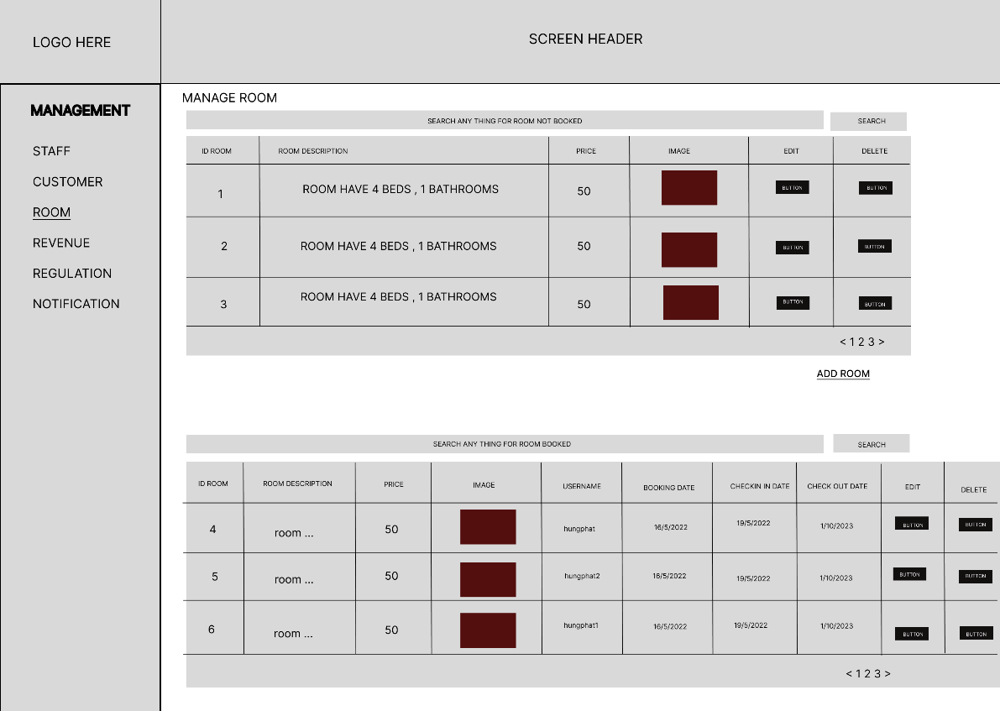 LOGO HERE
SCREEN HEADER
MANAGEMENT
STAFF
CUSTOMER
ROOM
REVENUE
REGULATION
NOTIFICATION
MANAGE ROOM
SEARCH ANY THING FOR ROOM NOT BOOKED SEARCH
ID ROOM ROOM DESCRIPTION PRICE IMAGE EDIT DELETE
1 ROOM HAVE 4 BEDS , 1 BATHROOMS 50 BUTTON BUTTON
2 ROOM HAVE 4 BEDS , 1 BATHROOMS 50 BUTTON BUTTON
3 ROOM HAVE 4 BEDS , 1 BATHROOMS 50 BUTTON BUTTON
< 1 2 3 >
ADD ROOM
SEARCH ANY THING FOR ROOM BOOKED SEARCH
ID ROOM ROOM DESCRIPTION PRICE IMAGE USERNAME BOOKING DATE CHECKIN IN DATE CHECK OUT DATE EDIT DELETE
4 room ... 50 hungphat 16/5/2022 19/5/2022 1/10/2023 BUTTON BUTTON
5 room ... 50 hungphat2 16/5/2022 19/5/2022 1/10/2023 BUTTON BUTTON
6 room ... 50 hungphat1 16/5/2022 19/5/2022 1/10/2023 BUTTON BUTTON
< 1 2 3 >